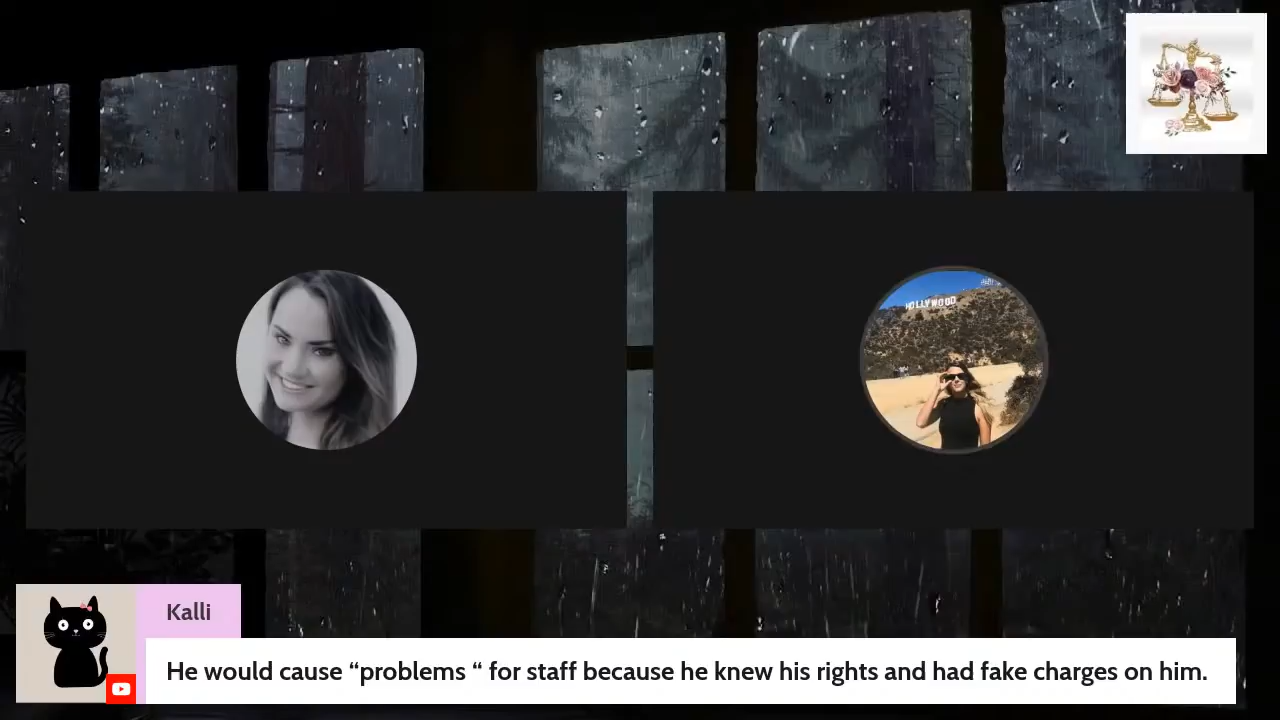 HOLLYWOOD
Kalli
He would cause “problems “ for staff because he knew his rights and had fake charges on him.